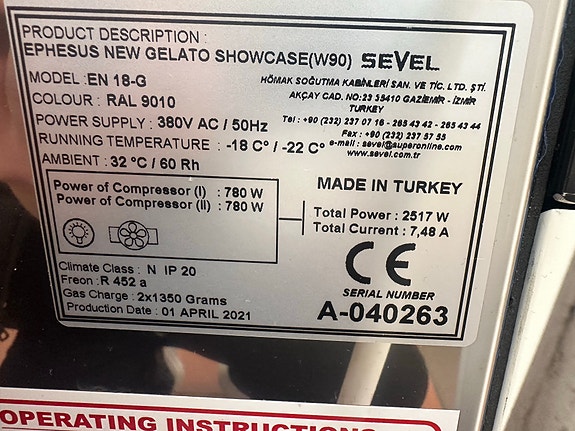 PRODUCT DESCRIPTION :
EPHESUS NEW GELATO SHOWCASE(W90)
SEVEL
MODEL : EN 18-G
COLOUR : RAL 9010
POWER SUPPLY : 380V AC / 50Hz
RUNNING TEMPERATURE : -18 C° / -22 C°
AMBIENT : 32 °C / 60 Rh
HÖMAK SOĞUTMA KABİNLERİ SAN. VE TİC. LTD. ŞTİ.
AKÇAY CAD. NO:23 35410 GAZİEMİR - İZMİR
TURKEY
Tel : +90 (232) 237 07 16 - 265 43 42 - 265 43 44
Fax : +90 (232) 237 57 55
e-mail : sevel@superonline.com
www.sevel.com.tr
Power of Compressor (I) : 780 W
Power of Compressor (II) : 780 W
MADE IN TURKEY
Total Power : 2517 W
Total Current : 7,48 A
CE
Climate Class : N IP 20
Freon : R 452 a
Gas Charge : 2x1350 Grams
Production Date : 01 APRIL 2021
SERIAL NUMBER
A-040263
OPERATING INSTRUCTIONS